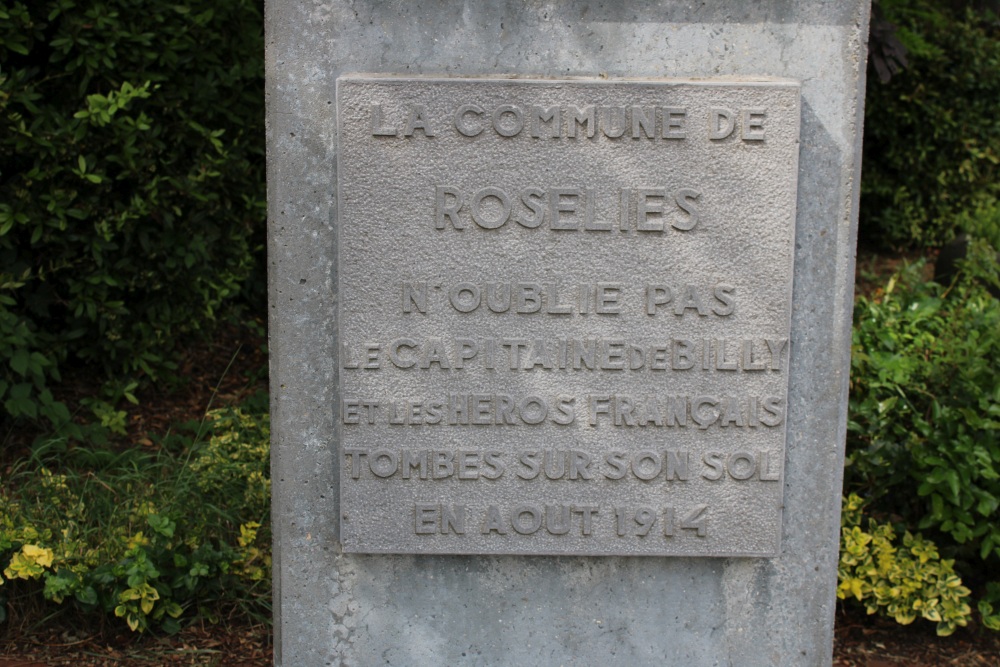 LA COMMUNE DE
ROSELIES
N'OUBLIE PAS
LE CAPITAINE DE BILLY
ET LES HEROS FRANÇAIS
TOMBES SUR SON SOL
EN AOUT 1914